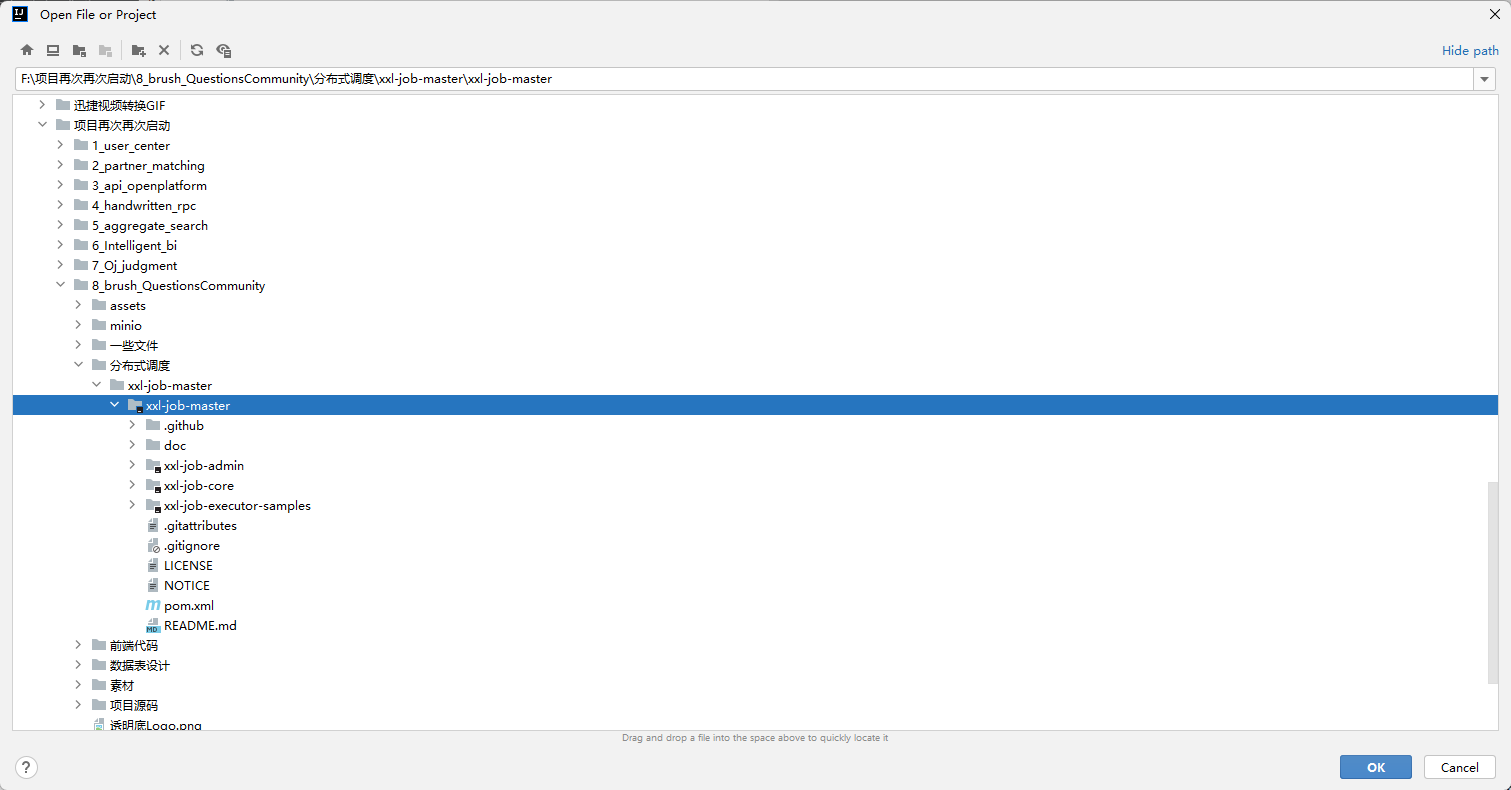 Open File or Project
Hide path
F:\项目再次再次启动\8_brush_QuestionsCommunity\分布式调度\xxl-job-master\xxl-job-master
迅捷视频转换GIF
项目再次再次启动
1_user_center
2_partner_matching
3_api_openplatform
4_handwritten_rpc
5_aggregate_search
6_Intelligent_bi
7_Oj_judgment
8_brush_QuestionsCommunity
assets
minio
一些文件
分布式调度
xxl-job-master
xxl-job-master
.github
doc
xxl-job-admin
xxl-job-core
xxl-job-executor-samples
.gitattributes
.gitignore
LICENSE
NOTICE
pom.xml
README.md
前端代码
数据表设计
素材
项目源码
透明底Logo.png
Drag and drop a file into the space above to quickly locate it
? OK Cancel